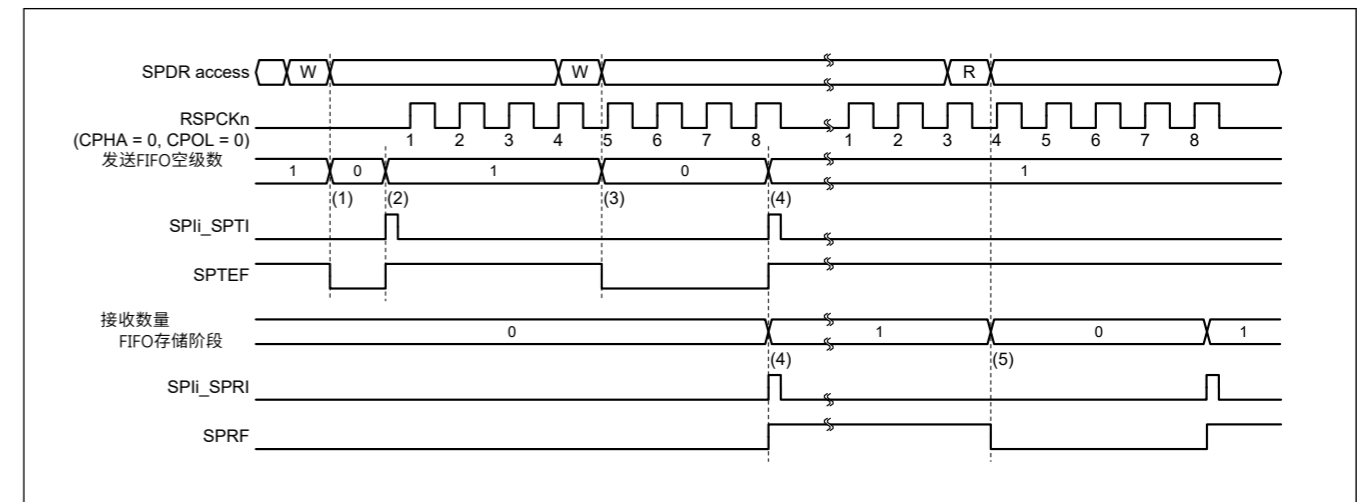 SPDR access W W R
RSPCKn
(CPHA = 0, CPOL = 0) 1 2 3 4 5 6 7 8 1 2 3 4 5 6 7 8
发送FIFO空级数 1 0 1 0 1
(1) (2) (3) (4)
SPIi_SPTI
SPTEF
接收数量
FIFO存储阶段 0 1 0 1
(4) (5)
SPIi_SPRI
SPRF